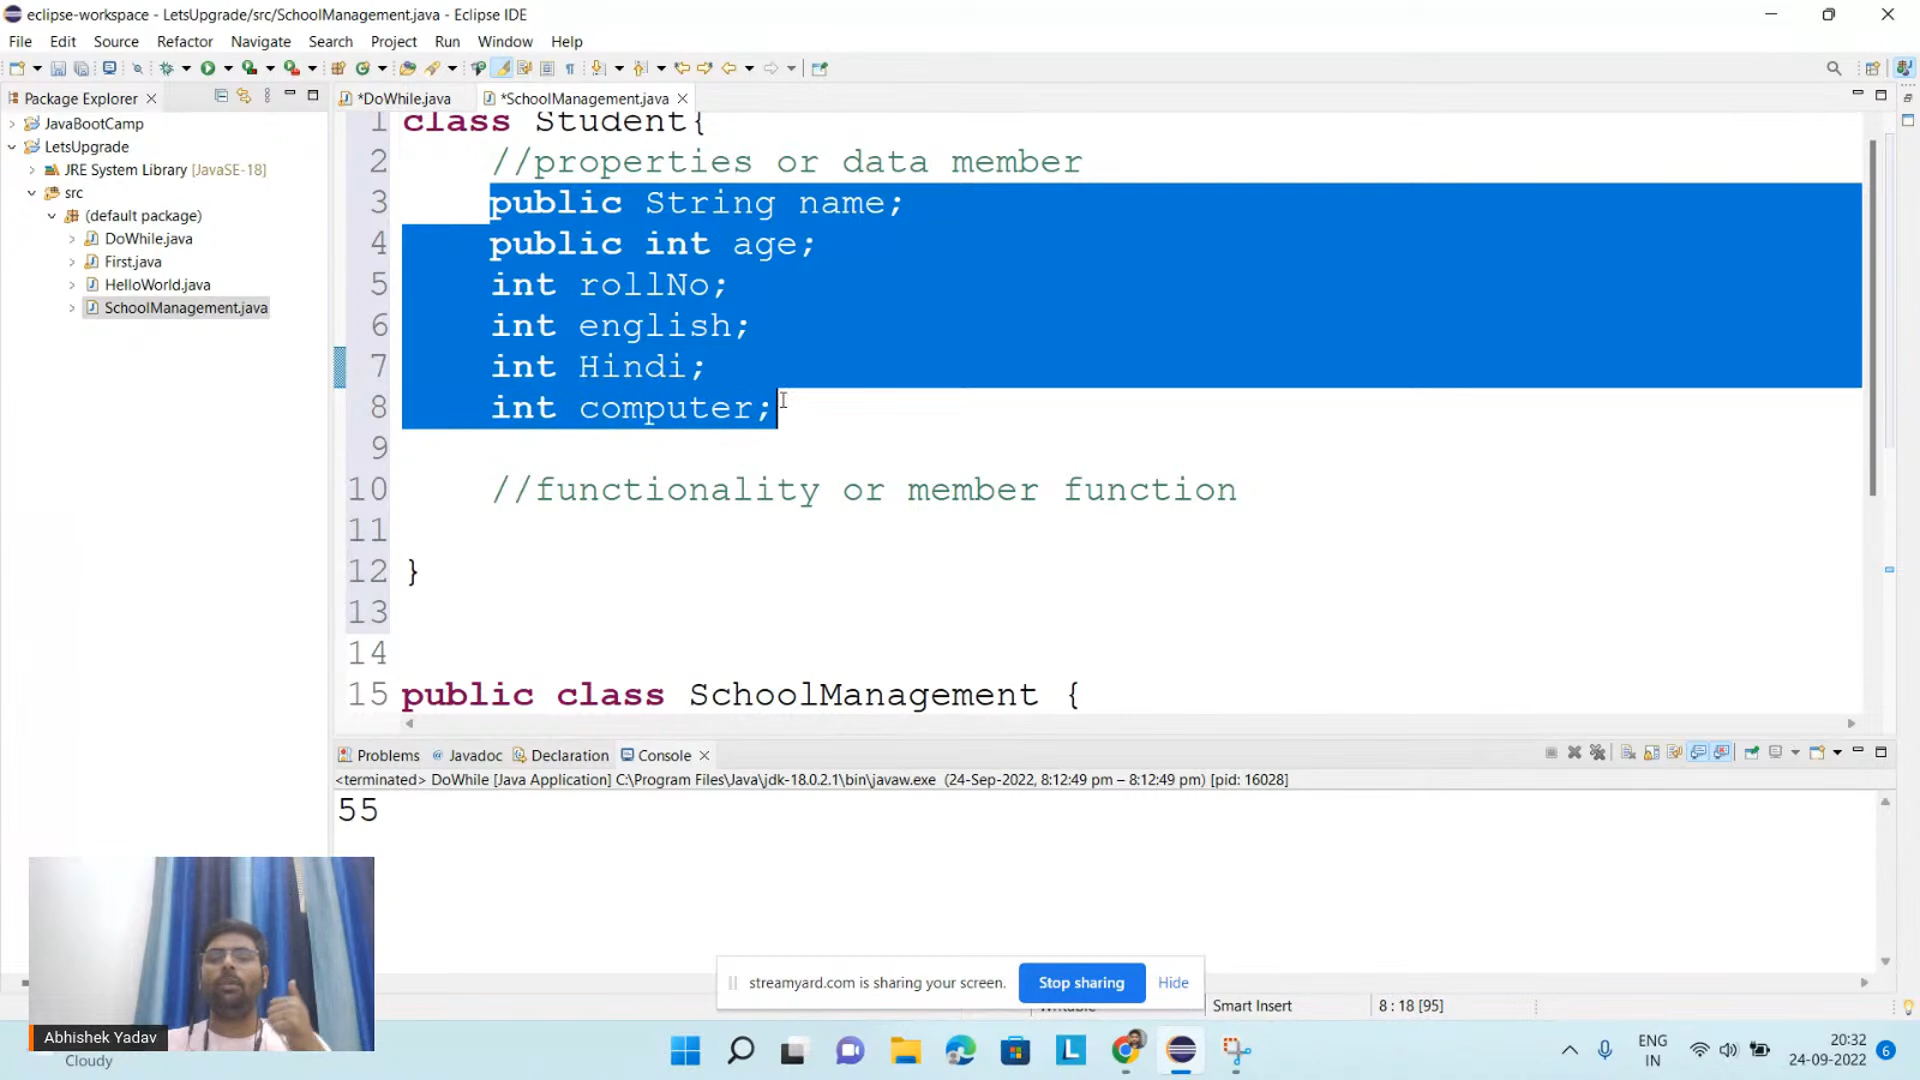 eclipse-workspace - LetsUpgrade/src/SchoolManagement.java - Eclipse IDE
File Edit Source Refactor Navigate Search Project Run Window Help
Package Explorer
*DoWhile.java
*SchoolManagement.java
JavaBootCamp
LetsUpgrade
JRE System Library [JavaSE-18]
src
(default package)
DoWhile.java
First.java
HelloWorld.java
SchoolManagement.java
1 class Student{
2 //properties or data member
3 public String name;
4 public int age;
5 int rollNo;
6 int english;
7 int Hindi;
8 int computer;
9
10 //functionality or member function
11
12 }
13
14
15 public class SchoolManagement {
Problems @ Javadoc Declaration Console
<terminated> DoWhile [Java Application] C:\Program Files\Java\jdk-18.0.2.1\bin\javaw.exe (24-Sep-2022, 8:12:49 pm – 8:12:49 pm) [pid: 16028]
55
streamyard.com is sharing your screen. Stop sharing Hide
Smart Insert
8 : 18 [95]
Abhishek Yadav
Cloudy
L
ENG
IN
20:32
24-09-2022
6